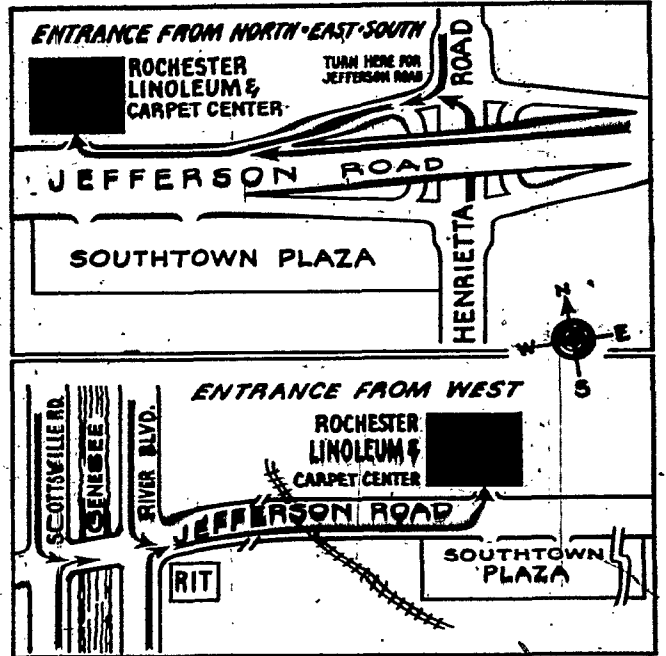 ENTRANCE FROM NORTH•EAST•SOUTH
ROCHESTER
LINOLEUM &
CARPET CENTER
TURN HERE FOR
JEFFERSON ROAD
HENRIETTA ROAD
JEFFERSON ROAD
SOUTHTOWN PLAZA
N
W E
S
ENTRANCE FROM WEST
ROCHESTER
LINOLEUM &
CARPET CENTER
SCOTTSVILLE RD.
GENESEE
RIVER BLVD.
JEFFERSON ROAD
RIT
SOUTHTOWN
PLAZA